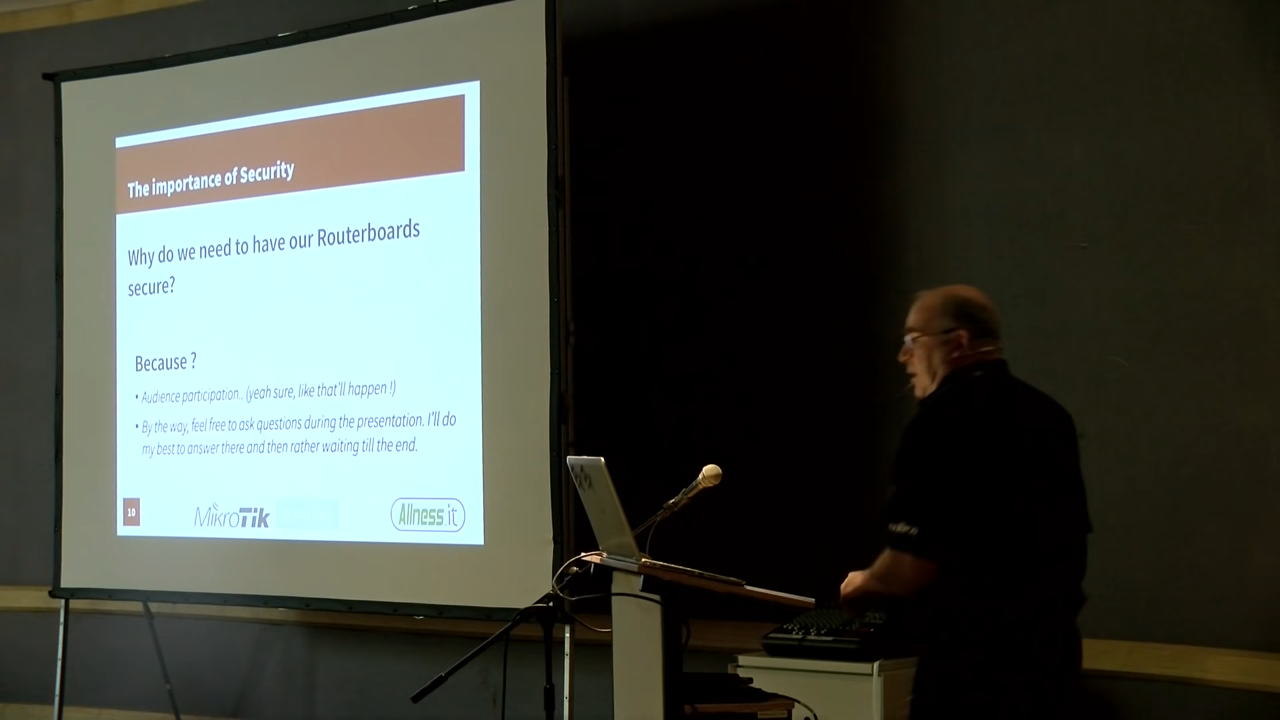 The importance of Security
Why do we need to have our Routerboards
secure?
Because ?
• Audience participation.. (yeah sure, like that'll happen !)
• By the way, feel free to ask questions during the presentation. I'll do
my best to answer there and then rather waiting till the end.
10
MikroTik
Allness.it